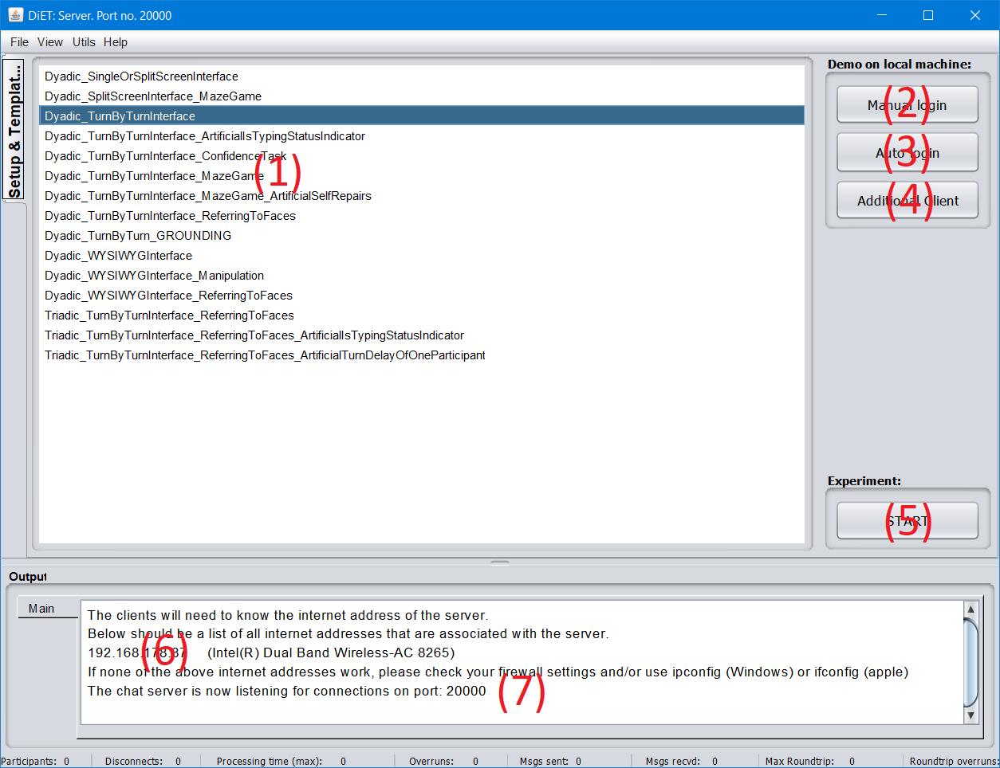 DiET: Server. Port no. 20000
File View Utils Help
Setup & Templat...
Dyadic_SingleOrSplitScreenInterface
Dyadic_SplitScreenInterface_MazeGame
Dyadic_TurnByTurnInterface
Dyadic_TurnByTurnInterface_ArtificialIsTypingStatusIndicator
Dyadic_TurnByTurnInterface_ConfidenceTask
Dyadic_TurnByTurnInterface_MazeGame
(1)
Dyadic_TurnByTurnInterface_MazeGame_ArtificialSelfRepairs
Dyadic_TurnByTurnInterface_ReferringToFaces
Dyadic_TurnByTurn_GROUNDING
Dyadic_WYSIWYGInterface
Dyadic_WYSIWYGInterface_Manipulation
Dyadic_WYSIWYGInterface_ReferringToFaces
Triadic_TurnByTurnInterface_ReferringToFaces
Triadic_TurnByTurnInterface_ReferringToFaces_ArtificialIsTypingStatusIndicator
Triadic_TurnByTurnInterface_ReferringToFaces_ArtificialTurnDelayOfOneParticipant
Demo on local machine:
Manual login
(2)
Auto login
(3)
Additional Client
(4)
Experiment:
START
(5)
Output
Main
The clients will need to know the internet address of the server.
Below should be a list of all internet addresses that are associated with the server.
192.168.178.37 (Intel(R) Dual Band Wireless-AC 8265)
(6)
If none of the above internet addresses work, please check your firewall settings and/or use ipconfig (Windows) or ifconfig (apple)
The chat server is now listening for connections on port: 20000
(7)
Participants: 0 Disconnects: 0 Processing time (max): 0 Overruns: 0 Msgs sent: 0 Msgs recvd: 0 Max Roundtrip: 0 Roundtrip overruns: